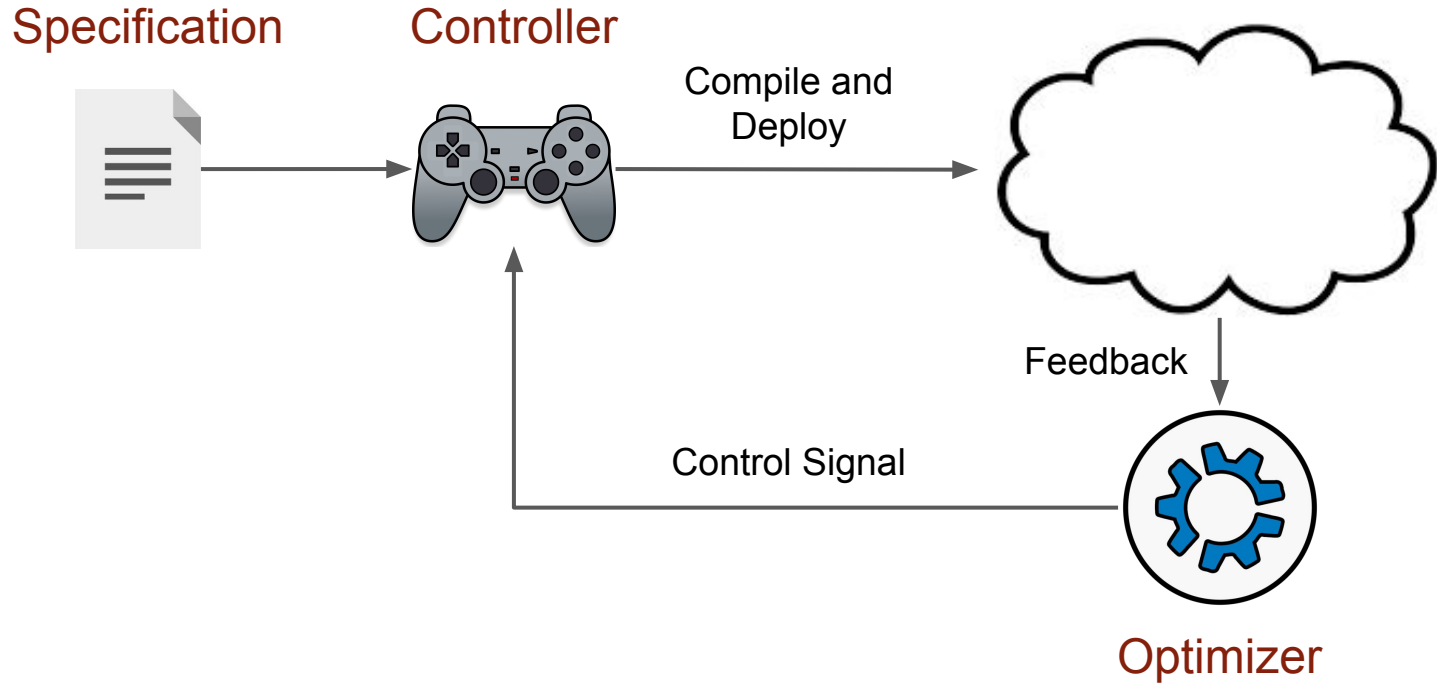 Specification
Controller
Compile and
Deploy
Feedback
Control Signal
Optimizer